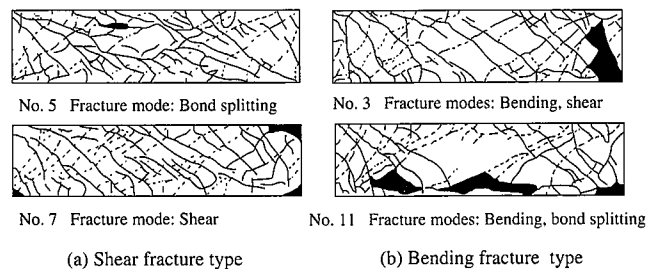 No. 5 Fracture mode: Bond splitting
No. 3 Fracture modes: Bending, shear
No. 7 Fracture mode: Shear
No. 11 Fracture modes: Bending, bond splitting
(a) Shear fracture type
(b) Bending fracture type